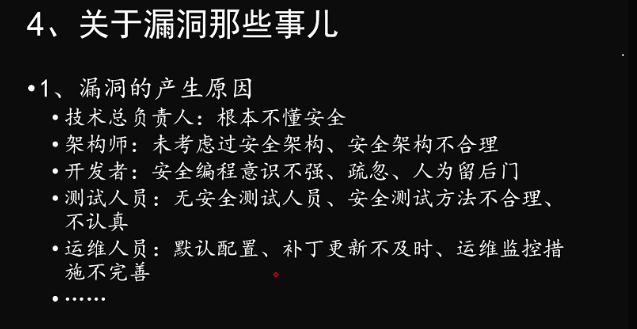 4、关于漏洞那些事儿
•1、漏洞的产生原因
•技术总负责人：根本不懂安全
•架构师：未考虑过安全架构、安全架构不合理
•开发者：安全编程意识不强、疏忽、人为留后门
•测试人员：无安全测试人员、安全测试方法不合理、
不认真
•运维人员：默认配置、补丁更新不及时、运维监控措
施不完善
•……